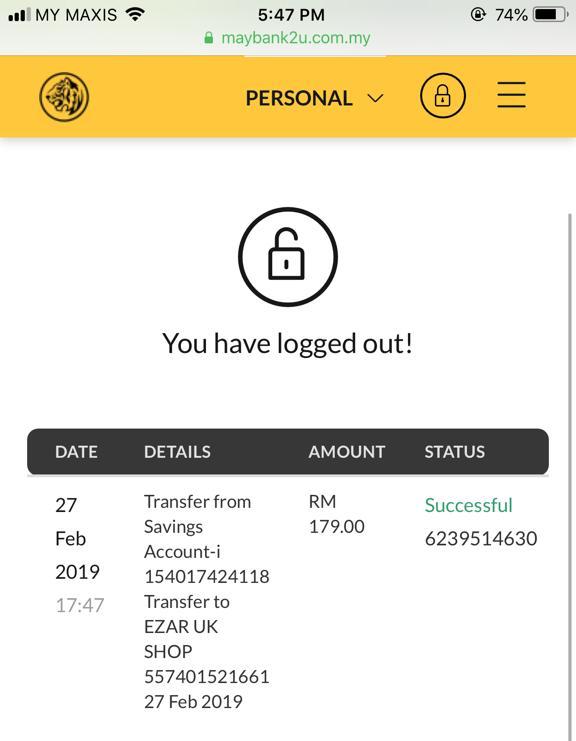 MY MAXIS 5:47 PM 74%
maybank2u.com.my
PERSONAL
You have logged out!
DATE DETAILS AMOUNT STATUS
27
Feb
2019
17:47
Transfer from
Savings
Account-i
154017424118
Transfer to
EZAR UK
SHOP
557401521661
27 Feb 2019
RM
179.00
Successful
6239514630